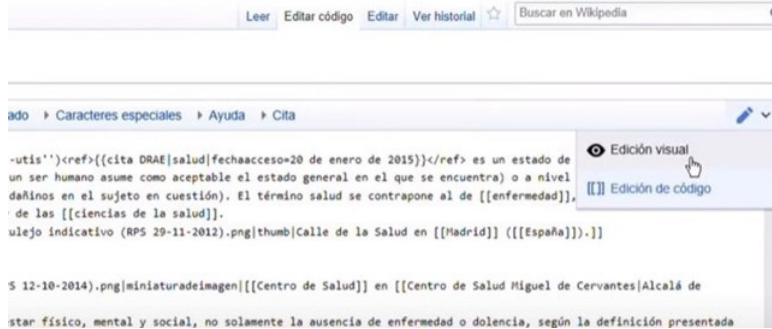 Leer Editar código Editar Ver historial Buscar en Wikipedia
ado Caracteres especiales Ayuda Cita
Edición visual
[[]] Edición de código
-utis'')<ref>{{cita DRAE|salud|fechaacceso=20 de enero de 2015}}</ref> es un estado de
un ser humano asume como aceptable el estado general en el que se encuentra) o a nivel
dañinos en el sujeto en cuestión). El término salud se contrapone al de [[enfermedad]],
de las [[ciencias de la salud]].
ulejo indicativo (RPS 29-11-2012).png|thumb|Calle de la Salud en [[Madrid]] ([[España]]).]]
S 12-10-2014).png|miniaturadeimagen|[[Centro de Salud]] en [[Centro de Salud Miguel de Cervantes|Alcalá de
star físico, mental y social, no solamente la ausencia de enfermedad o dolencia, según la definición presentada